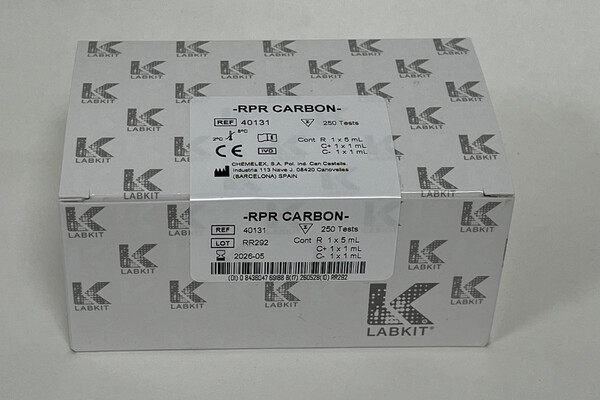 -RPR CARBON-
REF 40131 250 Tests
2°C 8°C Cont R 1 x 5 mL
C+ 1 x 1 mL
CE IVD C- 1 x 1 mL
CHEMELEX, S.A. Pol. Ind. Can Castells
Industria 113 Nave J. 08420 Canovelles
(BARCELONA) SPAIN
-RPR CARBON-
REF 40131 250 Tests
LOT RR292 Cont R 1 x 5 mL
C+ 1 x 1 mL
2026-05 C- 1 x 1 mL
LABKIT
LABKIT®